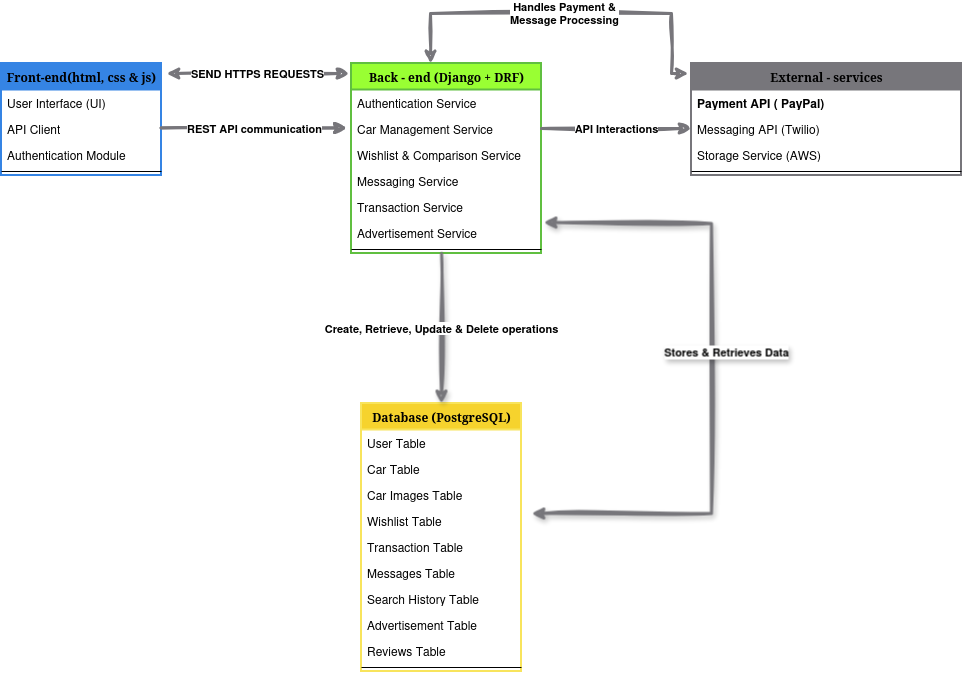 Handles Payment &
Message Processing
Front-end(html, css & js)
User Interface (UI)
API Client
Authentication Module
SEND HTTPS REQUESTS
REST API communication
Back - end (Django + DRF)
Authentication Service
Car Management Service
Wishlist & Comparison Service
Messaging Service
Transaction Service
Advertisement Service
API Interactions
External - services
Payment API ( PayPal)
Messaging API (Twilio)
Storage Service (AWS)
Create, Retrieve, Update & Delete operations
Stores & Retrieves Data
Database (PostgreSQL)
User Table
Car Table
Car Images Table
Wishlist Table
Transaction Table
Messages Table
Search History Table
Advertisement Table
Reviews Table